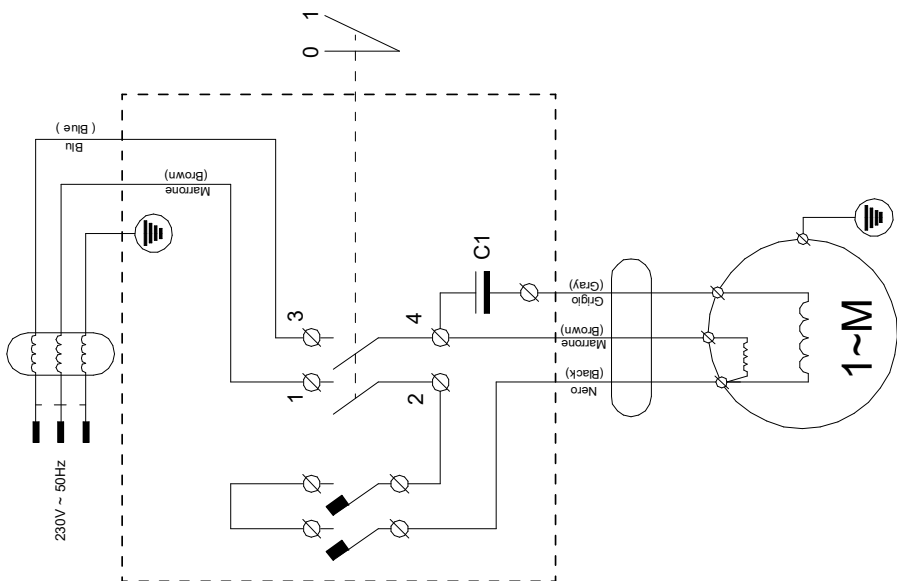 1
0
( Blue )
Blu
(Brown)
Marrone
3
4
1
2
C1
(Gray)
Grigio
(Brown)
Marrone
(Black)
Nero
1~M
230V ~ 50Hz